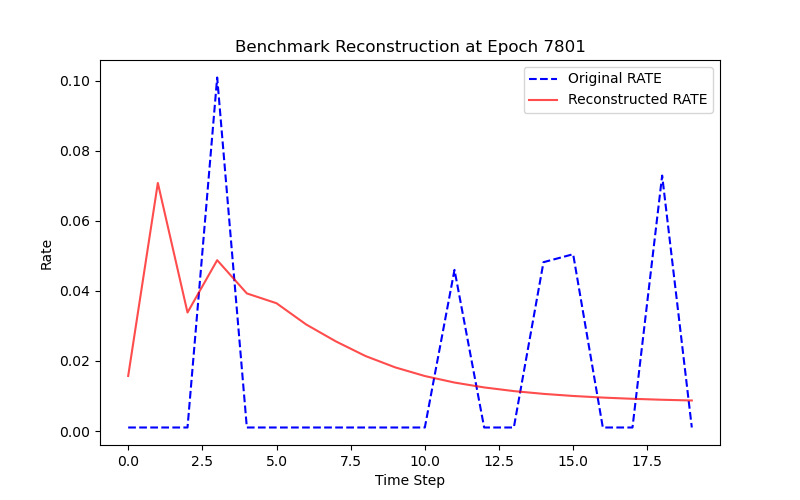 Benchmark Reconstruction at Epoch 7801
Original RATE
Reconstructed RATE
0.10
0.08
0.06
0.04
0.02
0.00
Rate
0.0 2.5 5.0 7.5 10.0 12.5 15.0 17.5
Time Step